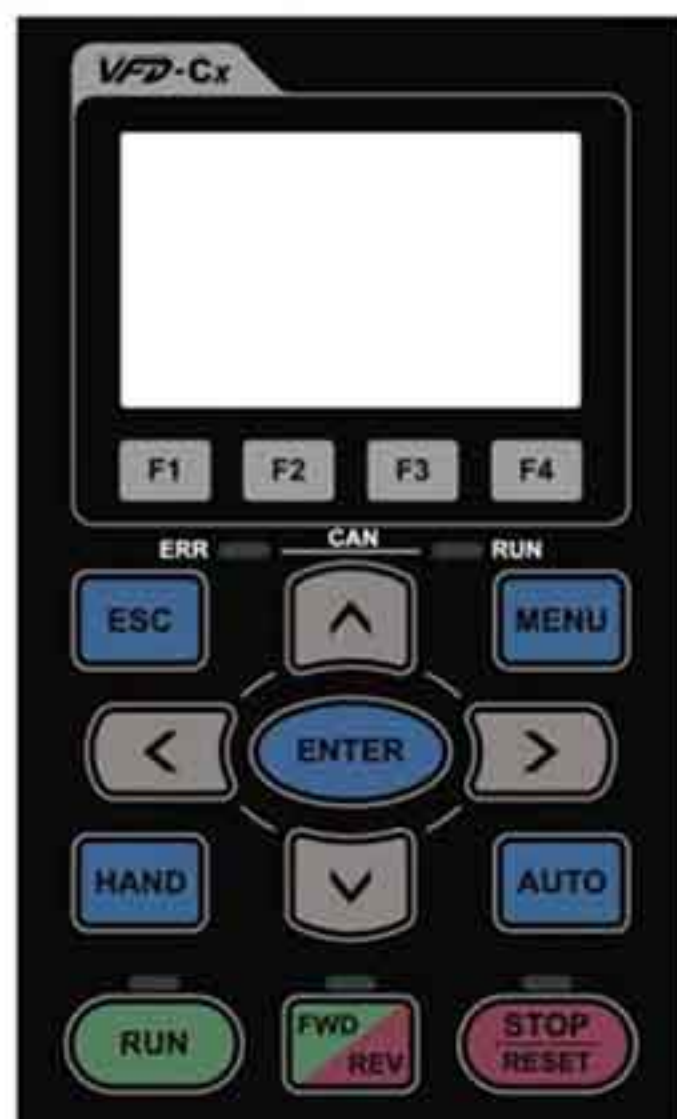 VFD-Cx
F1 F2 F3 F4
ERR CAN RUN
ESC ^ MENU
< ENTER >
HAND v AUTO
RUN FWD REV STOP RESET